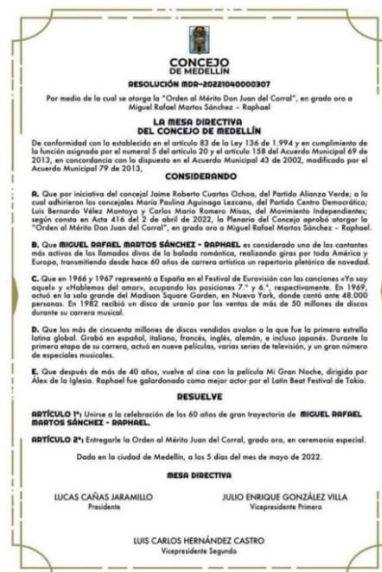 CONCEJO
DE MEDELLÍN
RESOLUCIÓN MDR-20221040000307
Por medio de la cual se otorga la "Orden al Mérito Don Juan del Corral", en grado oro a
Miguel Rafael Martos Sánchez - Raphael
LA MESA DIRECTIVA
DEL CONCEJO DE MEDELLÍN
De conformidad con lo establecido en el artículo 83 de la Ley 136 de 1.994 y en cumplimiento de
la función asignada por el numeral 5 del artículo 20 y el artículo 158 del Acuerdo Municipal 69 de
2013, en concordancia con lo dispuesto en el Acuerdo Municipal 43 de 2002, modificado por el
Acuerdo Municipal 79 de 2013,
CONSIDERANDO
A. Que por iniciativa del concejal Jaime Roberto Cuartas Ochoa, del Partido Alianza Verde; a la
cual adhirieron los concejales María Paulina Aguinaga Lezcano, del Partido Centro Democrático;
Luis Bernardo Vélez Montoya y Carlos Mario Romero Misas, del Movimiento Independientes;
según consta en Acta 416 del 2 de abril de 2022, la Plenaria del Concejo aprobó otorgar la
"Orden al Mérito Don Juan del Corral", en grado oro a Miguel Rafael Martos Sánchez - Raphael.
B. Que MIGUEL RAFAEL MARTOS SÁNCHEZ - RAPHAEL es considerado uno de los cantantes
más activos de los llamados divos de la balada romántica, realizando giras por toda América y
Europa, transmitiendo desde hace 60 años de carrera artística un repertorio pletórico de novedad.
C. Que en 1966 y 1967 representó a España en el Festival de Eurovisión con las canciones «Yo soy
aquel» y «Hablemos del amor», ocupando las posiciones 7.ª y 6.ª, respectivamente. En 1969,
actuó en la sala grande del Madison Square Garden, en Nueva York, donde cantó ante 48.000
personas. En 1982 recibió un disco de uranio por las ventas de más de 50 millones de discos
durante su carrera musical.
D. Que los más de cincuenta millones de discos vendidos avalan a la que fue la primera estrella
latina global. Grabó en español, italiano, francés, inglés, alemán, e incluso japonés. Durante la
primera etapa de su carrera, actuó en nueve películas, varias series de televisión, y un gran número
de especiales musicales.
E. Que después de más de 40 años, vuelve al cine con la película Mi Gran Noche, dirigida por
Álex de la Iglesia. Raphael fue galardonado como mejor actor por el Latin Beat Festival de Tokio.
RESUELVE
ARTÍCULO 1º: Unirse a la celebración de los 60 años de gran trayectoria de MIGUEL RAFAEL
MARTOS SÁNCHEZ - RAPHAEL.
ARTÍCULO 2º: Entregarle la Orden al Mérito Juan del Corral, grado oro, en ceremonia especial.
Dada en la ciudad de Medellín, a los 5 días del mes de mayo de 2022.
MESA DIRECTIVA
LUCAS CAÑAS JARAMILLO
Presidente
JULIO ENRIQUE GONZÁLEZ VILLA
Vicepresidente Primero
LUIS CARLOS HERNÁNDEZ CASTRO
Vicepresidente Segundo